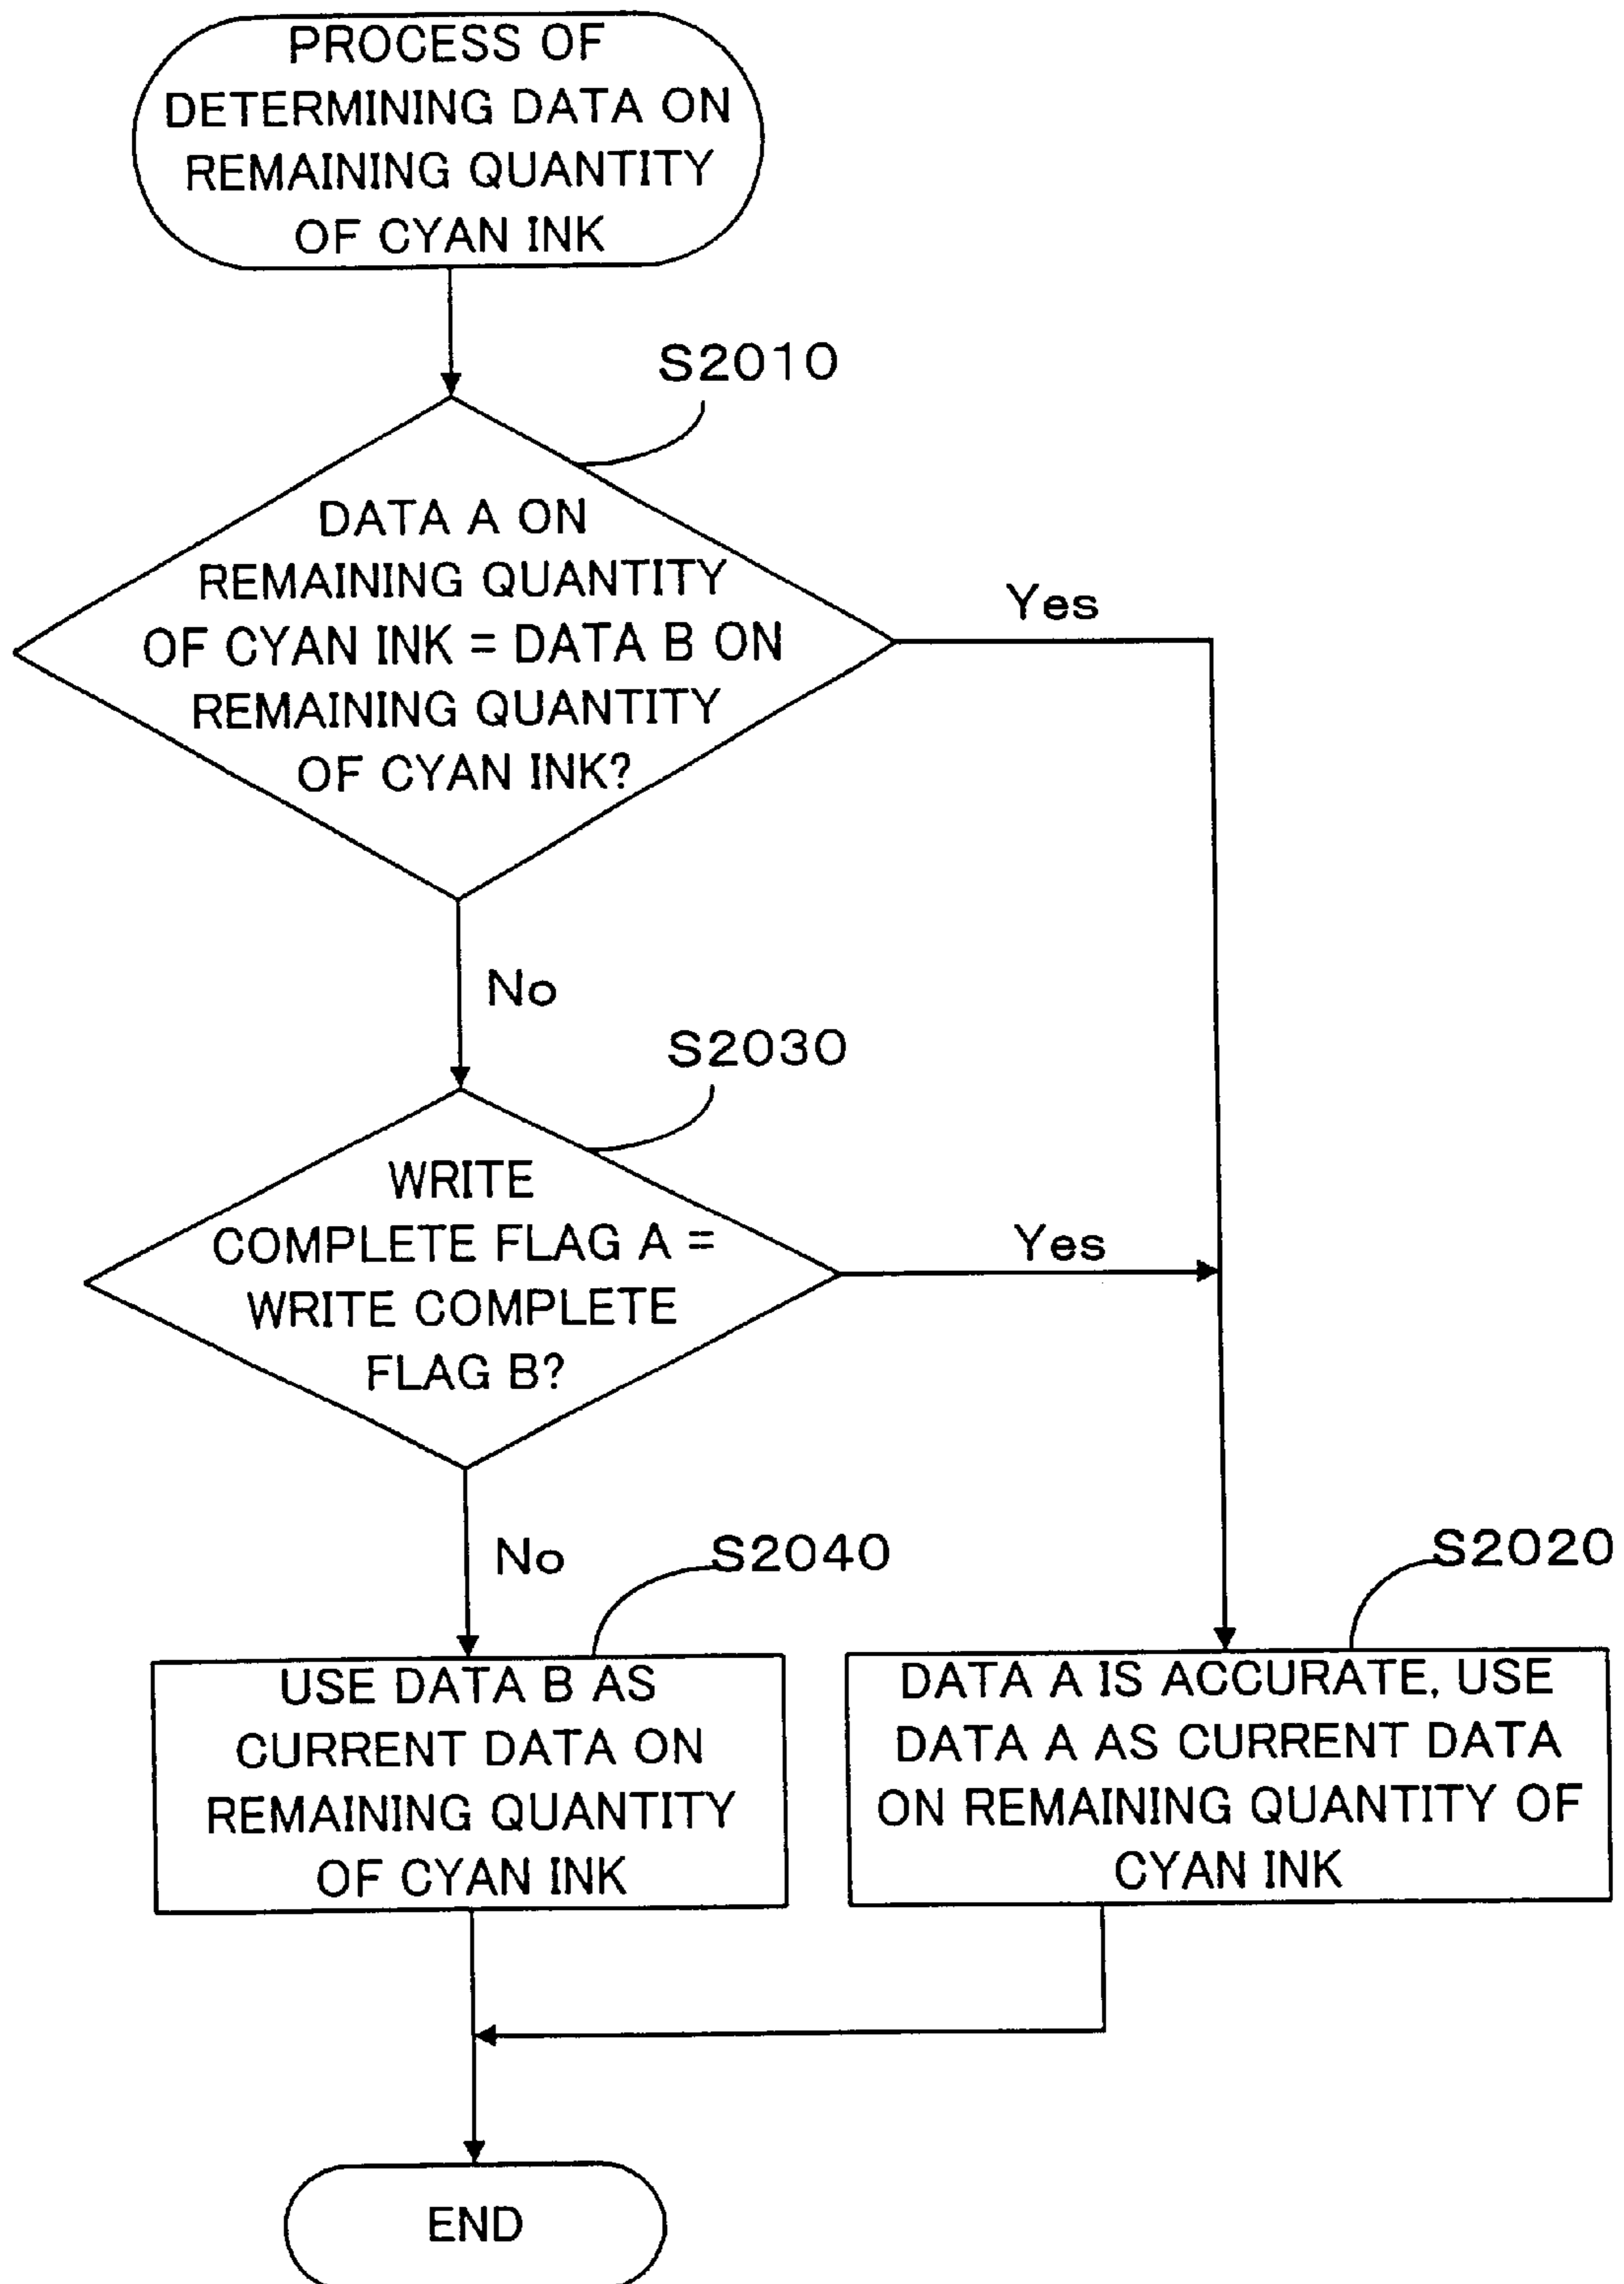 PROCESS OF
DETERMINING DATA ON
REMAINING QUANTITY
OF CYAN INK
S2010
DATA A ON
REMAINING QUANTITY
OF CYAN INK = DATA B ON
REMAINING QUANTITY
OF CYAN INK?
Yes
No
S2030
WRITE
COMPLETE FLAG A =
WRITE COMPLETE
FLAG B?
Yes
No
S2040
S2020
USE DATA B AS
CURRENT DATA ON
REMAINING QUANTITY
OF CYAN INK
DATA A IS ACCURATE, USE
DATA A AS CURRENT DATA
ON REMAINING QUANTITY OF
CYAN INK
END